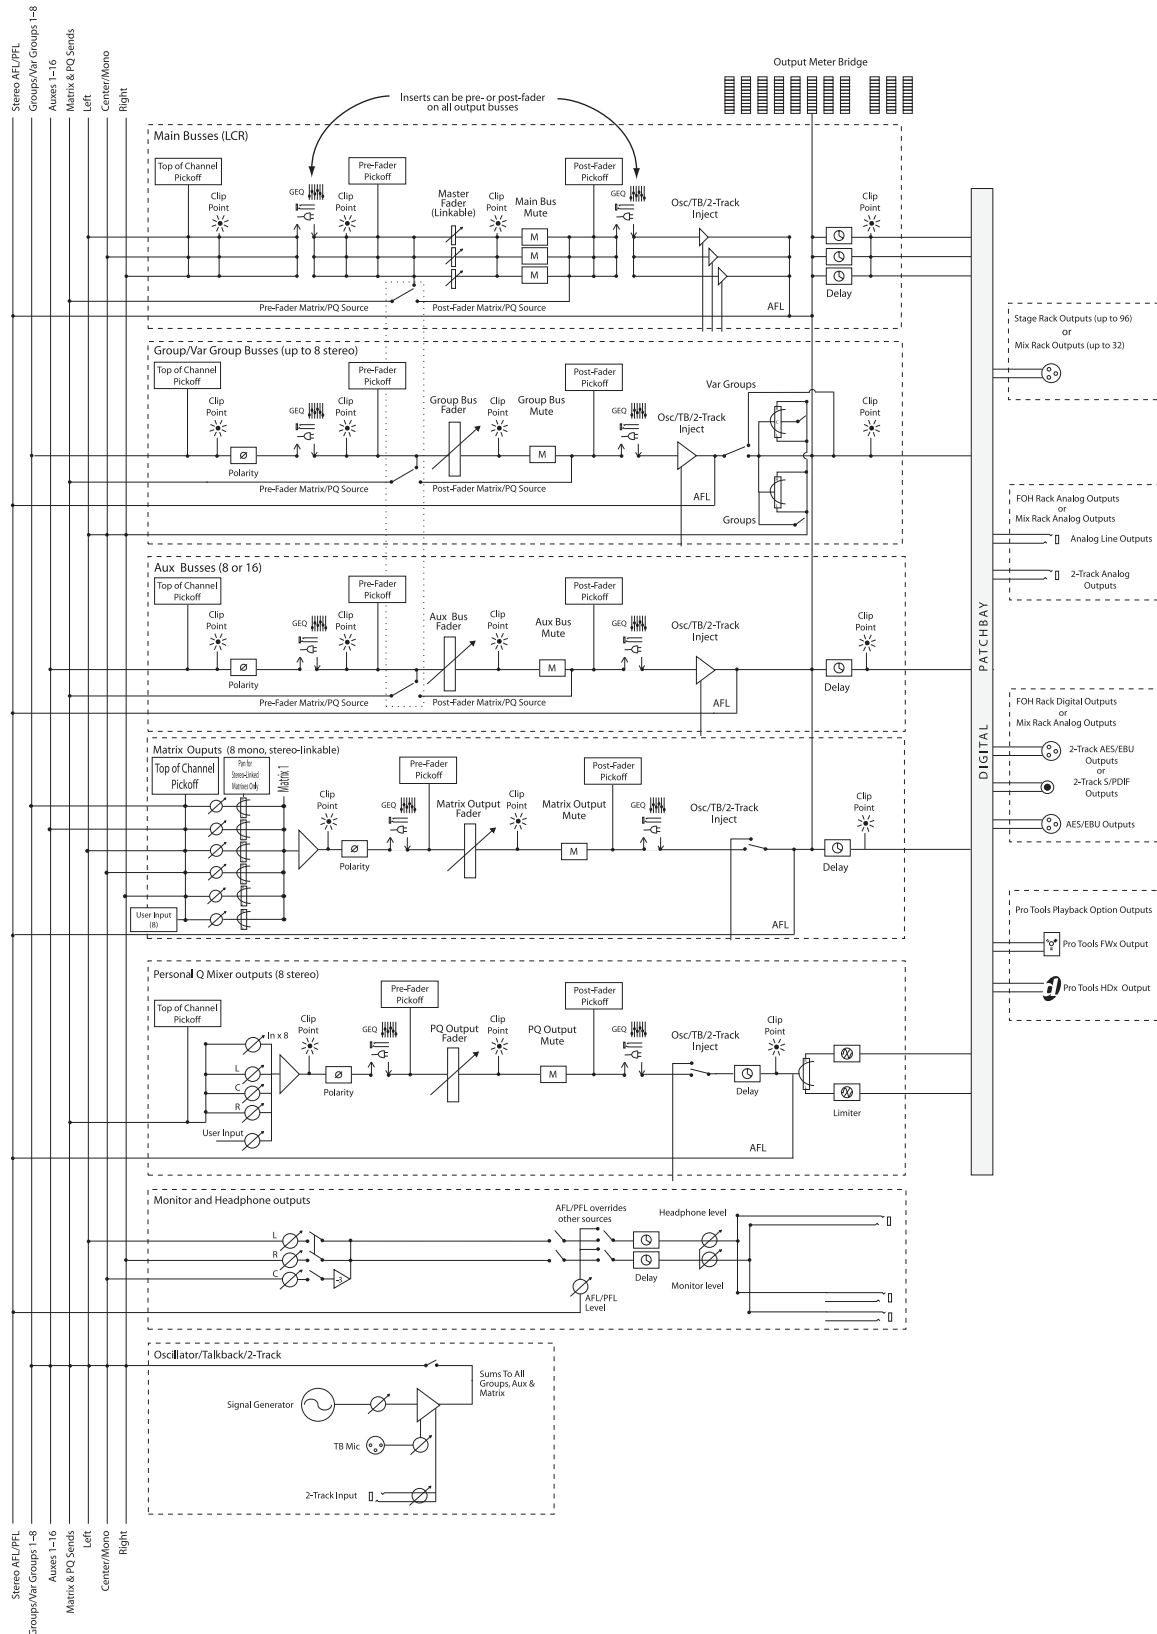 Stereo AFL/PFL
Groups/Var Groups 1–8
Auxes 1–16
Matrix & PQ Sends
Left
Center/Mono
Right
Output Meter Bridge
Inserts can be pre- or post-fader
on all output busses
Main Busses (LCR)
Top of Channel
Pickoff
Clip
Point
GEQ
Clip
Point
Pre-Fader
Pickoff
Master
Fader
(Linkable)
Clip
Point
Main Bus
Mute
M
M
M
Post-Fader
Pickoff
GEQ
Osc/TB/2-Track
Inject
Clip
Point
Delay
Pre-Fader Matrix/PQ Source
Post-Fader Matrix/PQ Source
AFL
Group/Var Group Busses (up to 8 stereo)
Top of Channel
Pickoff
Clip
Point
Ø
Polarity
GEQ
Clip
Point
Pre-Fader
Pickoff
Group Bus
Fader
Clip
Point
Group Bus
Mute
M
Post-Fader
Pickoff
GEQ
Osc/TB/2-Track
Inject
Var Groups
Clip
Point
Pre-Fader Matrix/PQ Source
Post-Fader Matrix/PQ Source
AFL
Groups
Aux Busses (8 or 16)
Top of Channel
Pickoff
Clip
Point
Ø
Polarity
GEQ
Clip
Point
Pre-Fader
Pickoff
Aux Bus
Fader
Clip
Point
Aux Bus
Mute
M
Post-Fader
Pickoff
GEQ
Osc/TB/2-Track
Inject
Clip
Point
Delay
Pre-Fader Matrix/PQ Source
Post-Fader Matrix/PQ Source
AFL
Matrix Ouputs (8 mono, stereo-linkable)
Top of Channel
Pickoff
Pan for
Stereo-Linked
Matrixes Only
Matrix 1
Clip
Point
Ø
Polarity
GEQ
Pre-Fader
Pickoff
Matrix Output
Fader
Clip
Point
Matrix Output
Mute
M
Post-Fader
Pickoff
GEQ
Osc/TB/2-Track
Inject
Clip
Point
Delay
User Input
(8)
AFL
Personal Q Mixer outputs (8 stereo)
Top of Channel
Pickoff
In x 8
L
C
R
User Input
Clip
Point
Ø
Polarity
GEQ
Pre-Fader
Pickoff
PQ Output
Fader
Clip
Point
PQ Output
Mute
M
Post-Fader
Pickoff
GEQ
Osc/TB/2-Track
Inject
Delay
Clip
Point
Limiter
AFL
Monitor and Headphone outputs
L
R
C
-3
AFL/PFL overrides
other sources
AFL/PFL
Level
Delay
Headphone level
Monitor level
Oscillator/Talkback/2-Track
Signal Generator
TB Mic
2-Track Input
Sums To All
Groups, Aux &
Matrix
DIGITAL PATCHBAY
Stage Rack Outputs (up to 96)
or
Mix Rack Outputs (up to 32)
FOH Rack Analog Outputs
or
Mix Rack Analog Outputs
Analog Line Outputs
2-Track Analog
Outputs
FOH Rack Digital Outputs
or
Mix Rack Analog Outputs
2-Track AES/EBU
Outputs
or
2-Track S/PDIF
Outputs
AES/EBU Outputs
Pro Tools Playback Option Outputs
Pro Tools FWx Output
Pro Tools HDx Output
Stereo AFL/PFL
Groups/Var Groups 1–8
Auxes 1–16
Matrix & PQ Sends
Left
Center/Mono
Right